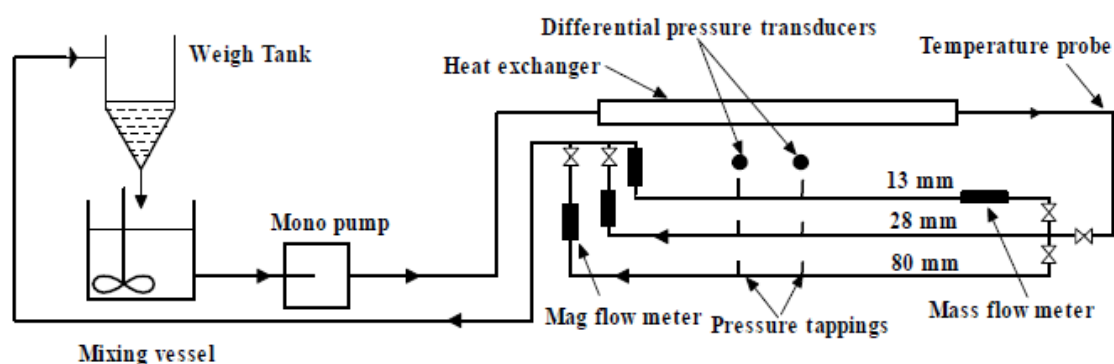 Differential pressure transducers
Weigh Tank
Heat exchanger
Temperature probe
13 mm
Mono pump
28 mm
80 mm
Mag flow meter
Pressure tappings
Mass flow meter
Mixing vessel